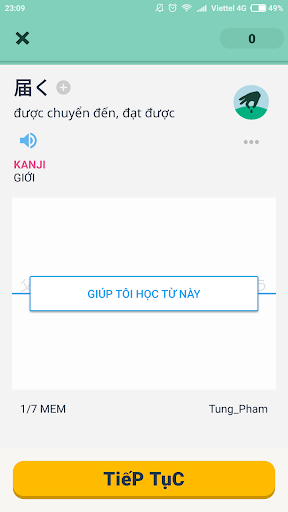 23:09 Viettel 4G 49%
0
届く
được chuyển đến, đạt được
KANJI
GIỚI
GIÚP TÔI HỌC TỪ NÀY
1/7 MEM Tung_Pham
TiếP TụC